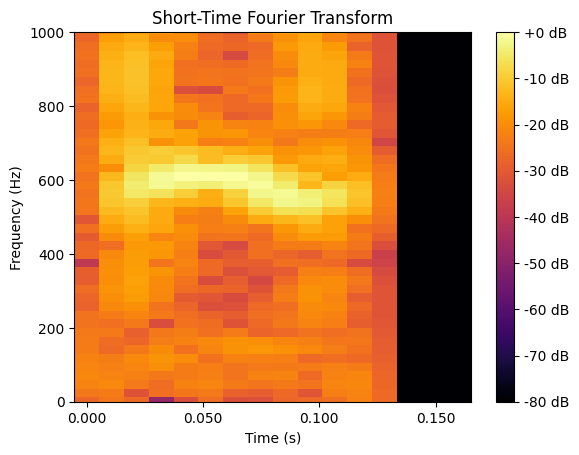 Short-Time Fourier Transform
1000
800
600
400
200
0
Frequency (Hz)
0.000
0.050
0.100
0.150
Time (s)
+0 dB
-10 dB
-20 dB
-30 dB
-40 dB
-50 dB
-60 dB
-70 dB
-80 dB